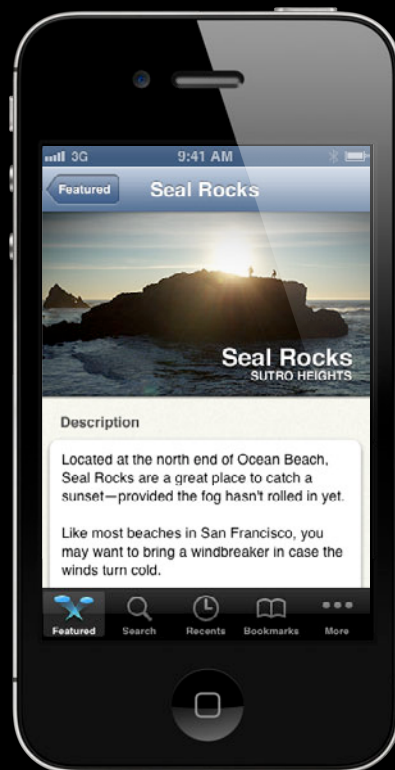 3G 9:41 AM
Featured Seal Rocks
Seal Rocks
SUTRO HEIGHTS
Description
Located at the north end of Ocean Beach,
Seal Rocks are a great place to catch a
sunset—provided the fog hasn't rolled in yet.
Like most beaches in San Francisco, you
may want to bring a windbreaker in case the
winds turn cold.
Featured Search Recents Bookmarks More